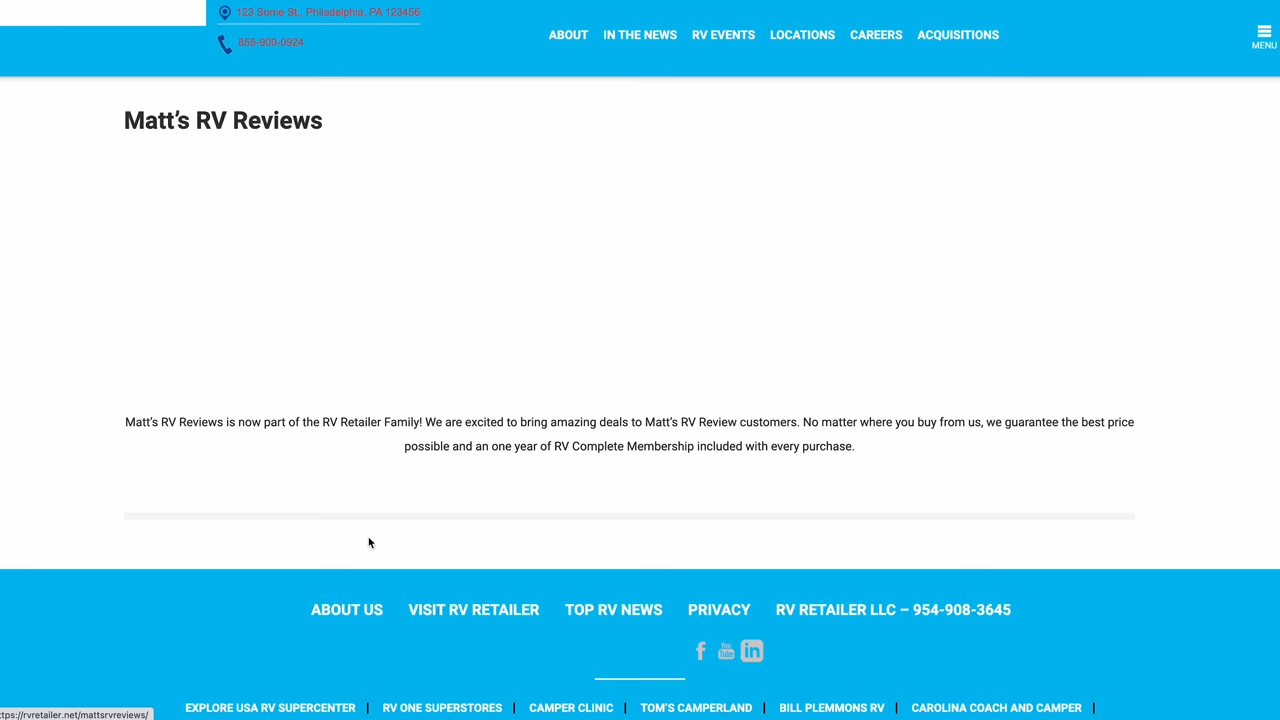 123 Some St., Philadelphia, PA 123456
855-900-0924
ABOUT IN THE NEWS RV EVENTS LOCATIONS CAREERS ACQUISITIONS
MENU
Matt's RV Reviews
Matt's RV Reviews is now part of the RV Retailer Family! We are excited to bring amazing deals to Matt's RV Review customers. No matter where you buy from us, we guarantee the best price
possible and an one year of RV Complete Membership included with every purchase.
ABOUT US VISIT RV RETAILER TOP RV NEWS PRIVACY RV RETAILER LLC – 954-908-3645
f You Tube in
EXPLORE USA RV SUPERCENTER | RV ONE SUPERSTORES | CAMPER CLINIC | TOM'S CAMPERLAND | BILL PLEMMONS RV | CAROLINA COACH AND CAMPER |
ttps://rvretailer.net/mattsrvreviews/